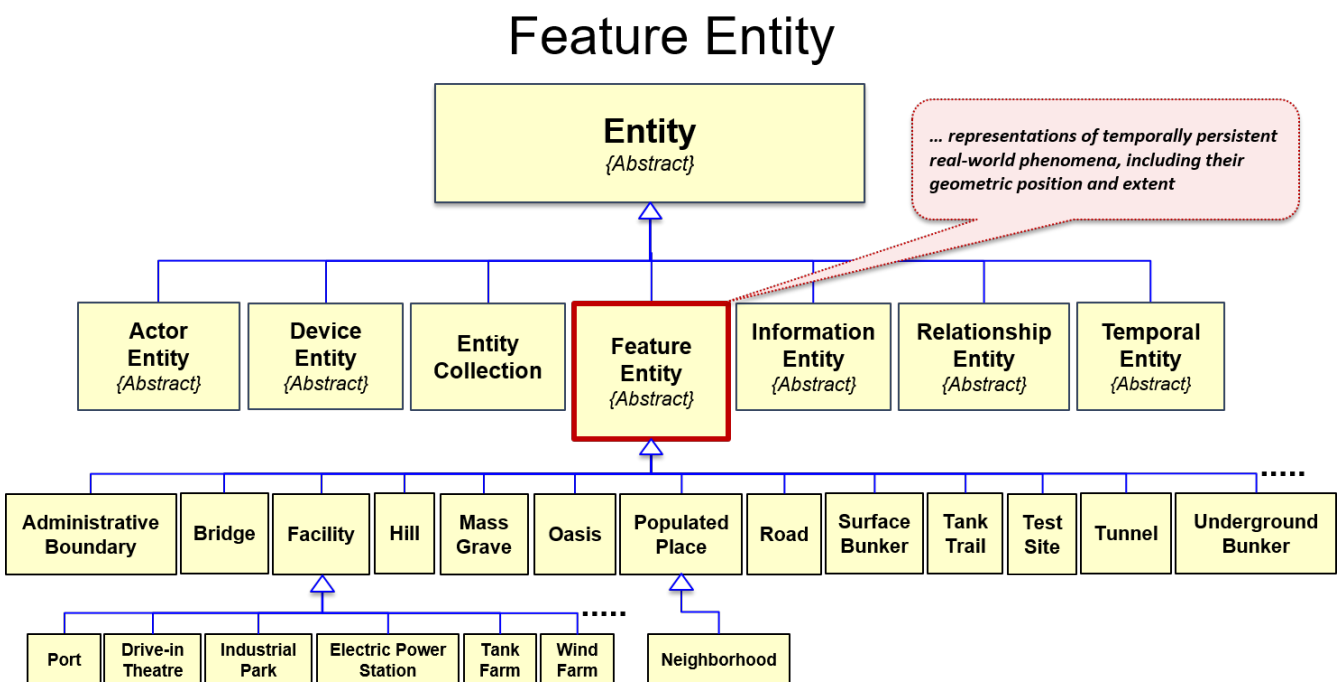 Feature Entity
Entity
{Abstract}
... representations of temporally persistent
real-world phenomena, including their
geometric position and extent
Actor
Entity
{Abstract}
Device
Entity
{Abstract}
Entity
Collection
Feature
Entity
{Abstract}
Information
Entity
{Abstract}
Relationship
Entity
{Abstract}
Temporal
Entity
{Abstract}
.....
Administrative
Boundary
Bridge
Facility
Hill
Mass
Grave
Oasis
Populated
Place
Road
Surface
Bunker
Tank
Trail
Test
Site
Tunnel
Underground
Bunker
.....
Port
Drive-in
Theatre
Industrial
Park
Electric Power
Station
Tank
Farm
Wind
Farm
Neighborhood